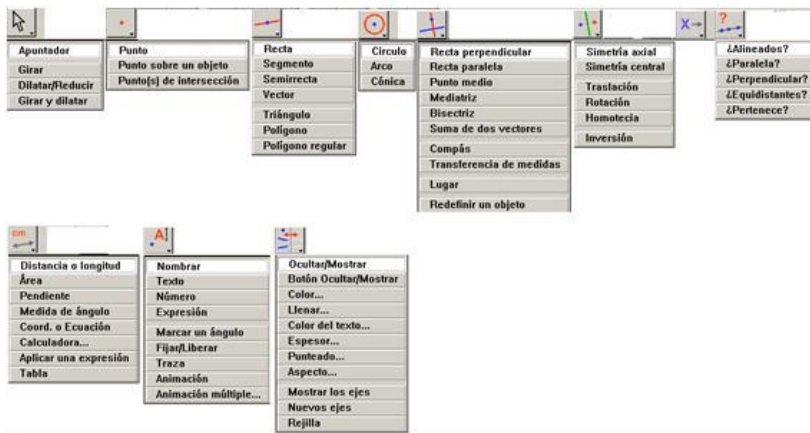 Apuntador
Girar
Dilatar/Reducir
Girar y dilatar
Punto
Punto sobre un objeto
Punto(s) de intersección
Recta
Segmento
Semirrecta
Vector
Triángulo
Polígono
Polígono regular
Circulo
Arco
Cónica
Recta perpendicular
Recta paralela
Punto medio
Mediatriz
Bisectriz
Suma de dos vectores
Compás
Transferencia de medidas
Lugar
Redefinir un objeto
Simetría axial
Simetría central
Traslación
Rotación
Homotecia
Inversión
X
?
¿Alineados?
¿Paralela?
¿Perpendicular?
¿Equidistantes?
¿Pertenece?
cm
Distancia o longitud
Área
Pendiente
Medida de ángulo
Coord. o Ecuación
Calculadora...
Aplicar una expresión
Tabla
A
Nombrar
Texto
Número
Expresión
Marcar un ángulo
Fijar/Liberar
Traza
Animación
Animación múltiple...
Ocultar/Mostrar
Botón Ocultar/Mostrar
Color...
Llenar...
Color del texto...
Espesor...
Punteado...
Aspecto...
Mostrar los ejes
Nuevos ejes
Rejilla